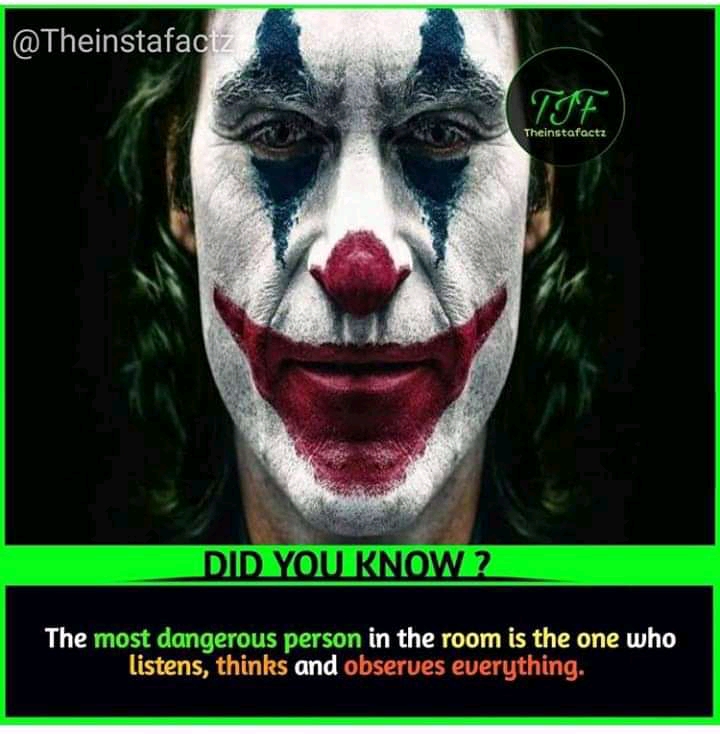 @Theinstafactz
TIF
Theinstafactz
DID YOU KNOW ?
The most dangerous person in the room is the one who
listens, thinks and observes everything.